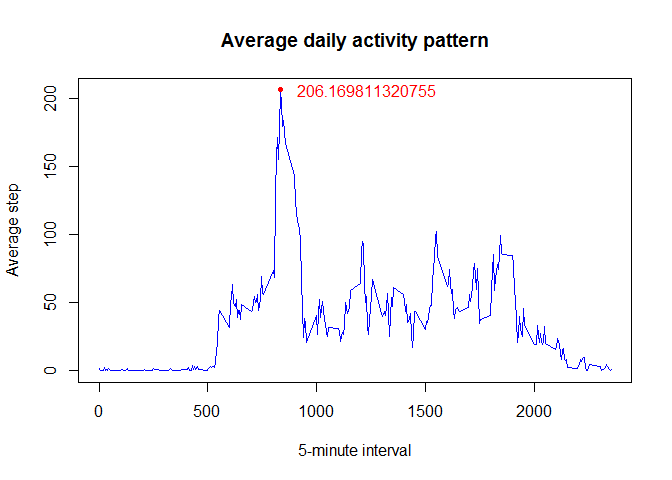 Average daily activity pattern
206.169811320755
200
150
100
50
0
Average step
0 500 1000 1500 2000
5-minute interval